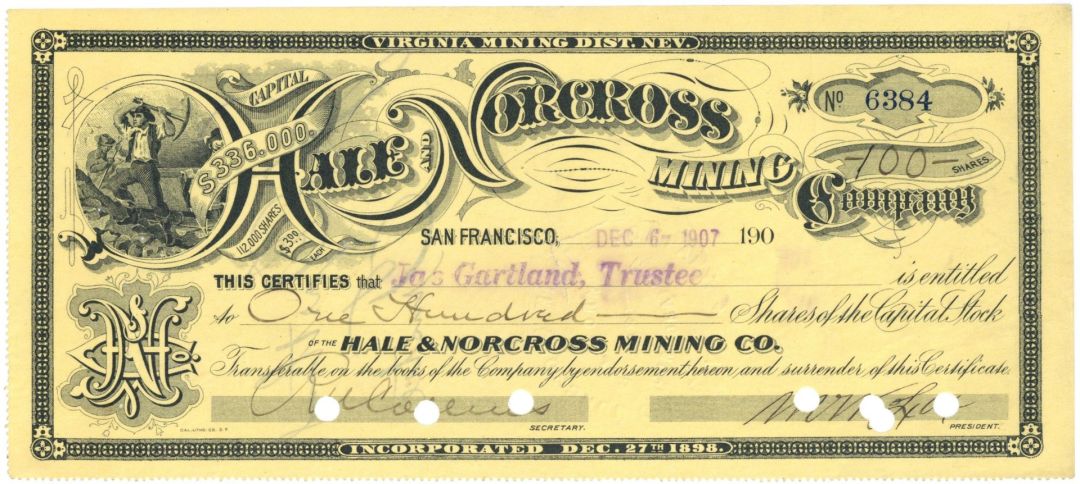 VIRGINIA MINING DIST. NEV.
CAPITAL
$336.000.
112.000 SHARES
$3.00 EACH
HALE AND NORCROSS
MINING
Company
No 6384
-100- SHARES
SAN FRANCISCO, DEC 6- 1907 190
THIS CERTIFIES that Jas Gartland, Trustee is entitled
to One Hundred Shares of the Capital Stock
OF THE HALE & NORCROSS MINING CO.
Transferable on the books of the Company by endorsement hereon and surrender of this Certificate.
CAL. LITHO. CO. S.F.
SECRETARY.
PRESIDENT.
INCORPORATED DEC. 27TH 1898.